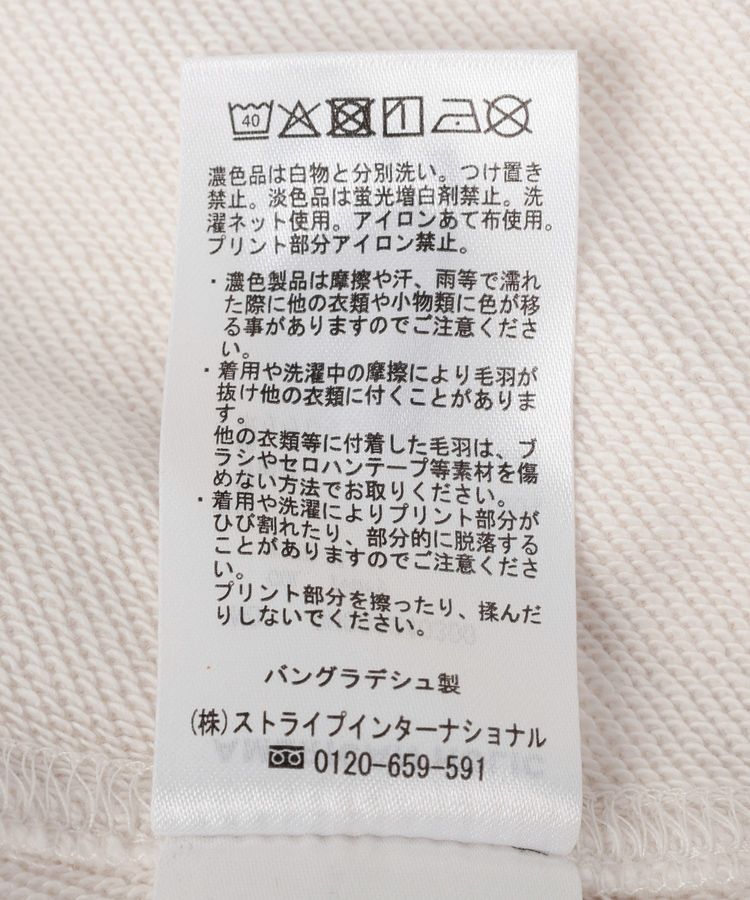 40
濃色品は白物と分別洗い。つけ置き
禁止。淡色品は蛍光増白剤禁止。洗
濯ネット使用。アイロンあて布使用。
プリント部分アイロン禁止。
・濃色製品は摩擦や汗、雨等で濡れ
た際に他の衣類や小物類に色が移
る事がありますのでご注意くださ
い。
・着用や洗濯中の摩擦により毛羽が
抜け他の衣類に付くことがありま
す。
他の衣類等に付着した毛羽は、ブ
ラシやセロハンテープ等素材を傷
めない方法でお取りください。
・着用や洗濯によりプリント部分が
ひび割れたり、部分的に脱落する
ことがありますのでご注意くださ
い。
プリント部分を擦ったり、揉んだ
りしないでください。
バングラデシュ製
(株)ストライプインターナショナル
0120-659-591